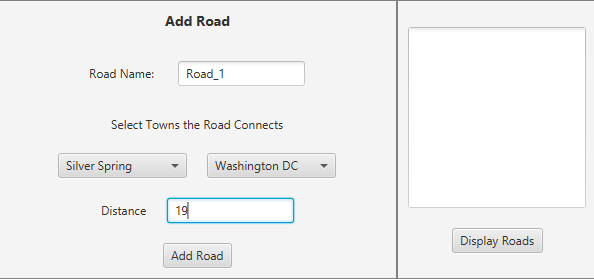 Add Road
Road Name: Road_1
Select Towns the Road Connects
Silver Spring Washington DC
Distance 19
Add Road
Display Roads